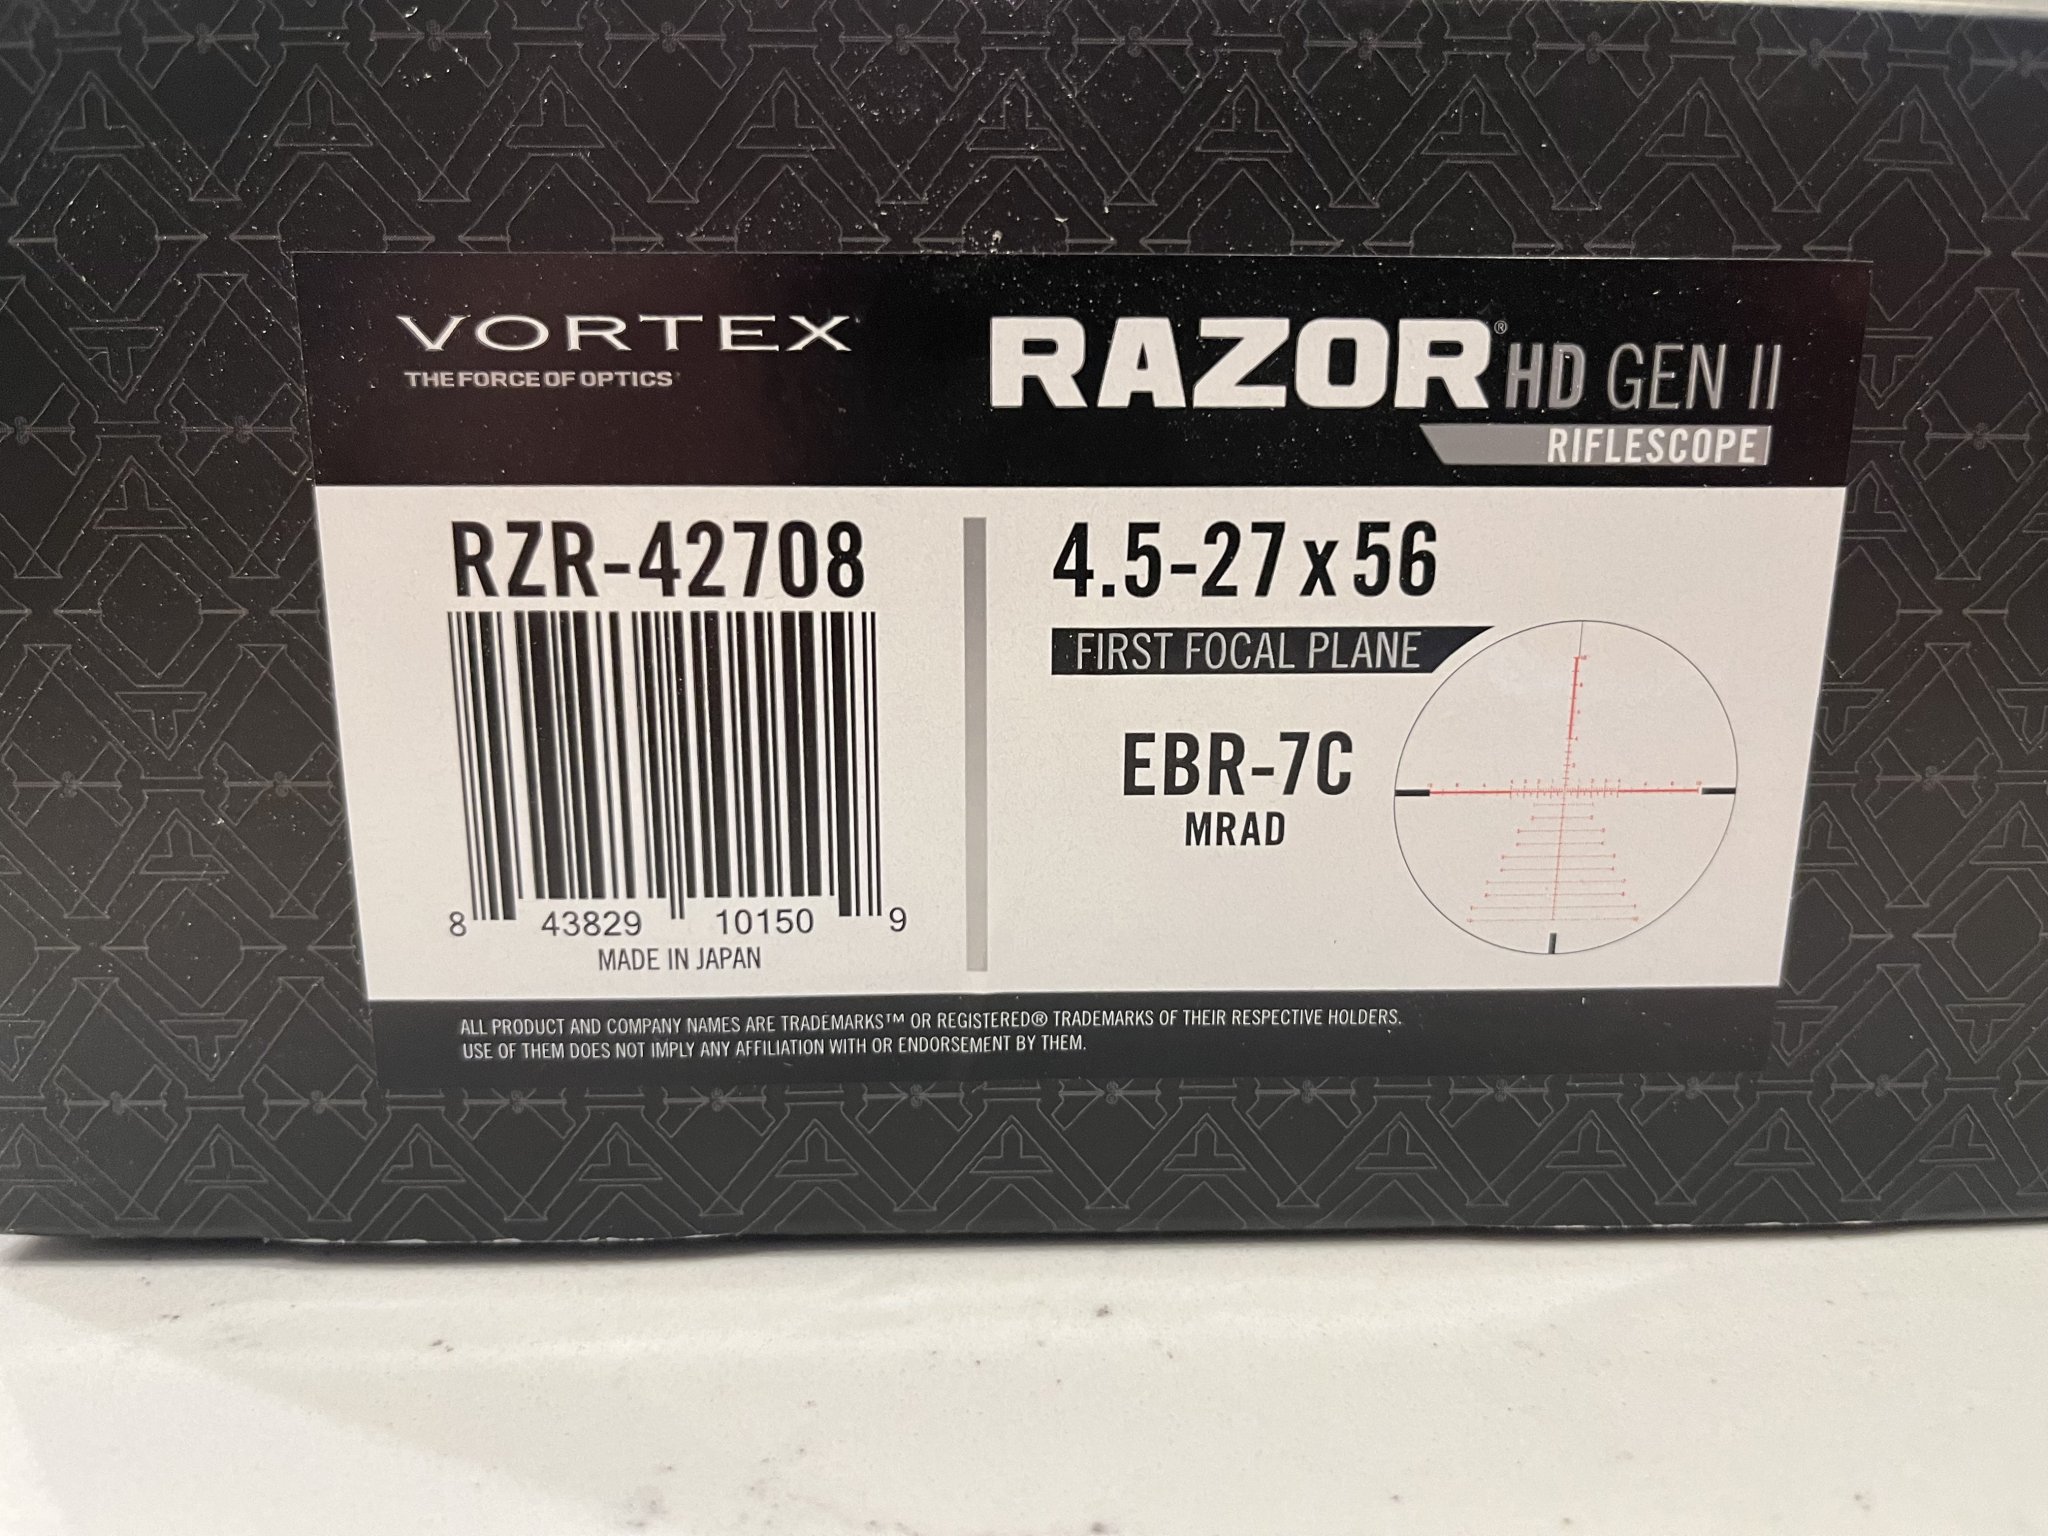 VORTEX
THE FORCE OF OPTICS
RAZOR® HD GEN II
RIFLESCOPE
RZR-42708
8 43829 10150 9
MADE IN JAPAN
4.5-27x56
FIRST FOCAL PLANE
EBR-7C
MRAD
ALL PRODUCT AND COMPANY NAMES ARE TRADEMARKS™ OR REGISTERED® TRADEMARKS OF THEIR RESPECTIVE HOLDERS.
USE OF THEM DOES NOT IMPLY ANY AFFILIATION WITH OR ENDORSEMENT BY THEM.